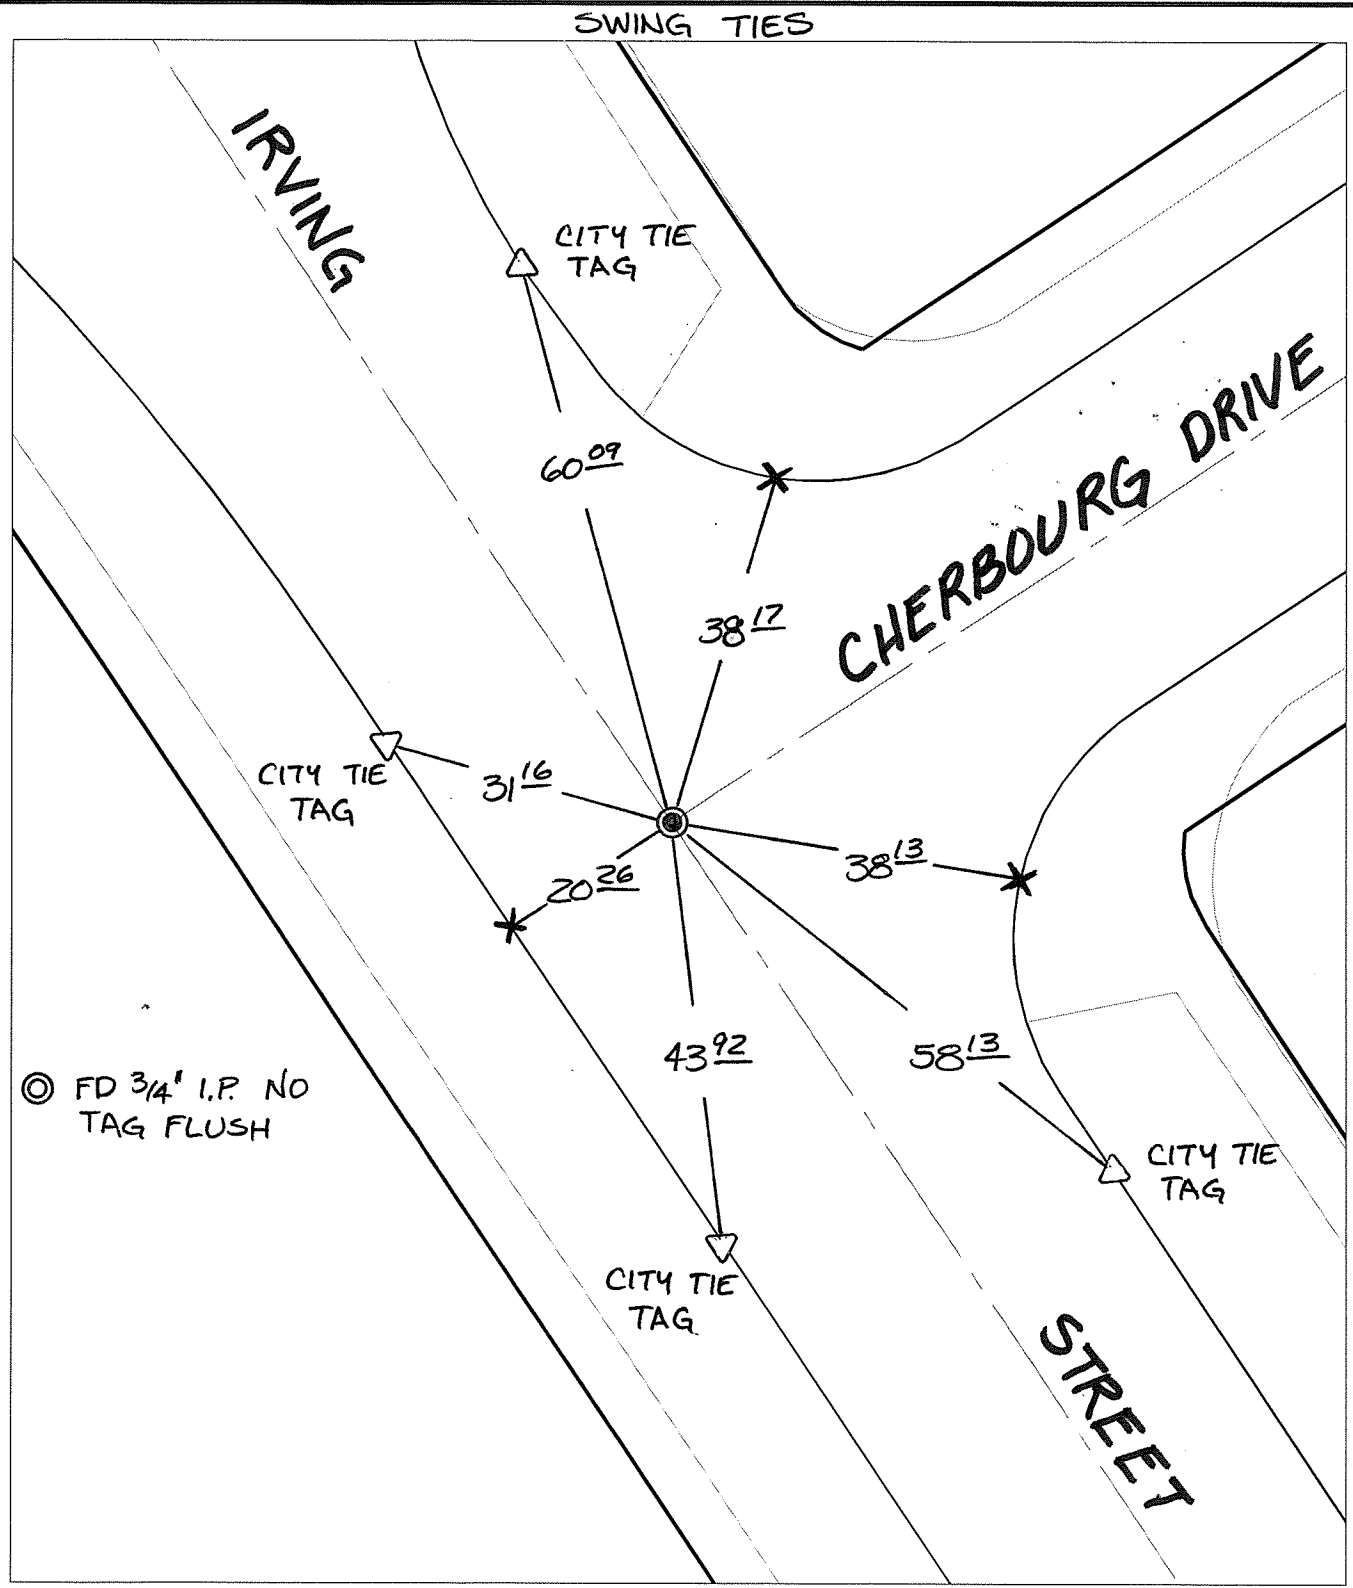 SWING TIES
IRVING
CITY TIE
TAG
60 09
38 17
CHERBOURG DRIVE
CITY TIE
TAG
31 16
20 26
38 13
43 92
58 13
FD 3/4" I.P. NO
TAG FLUSH
CITY TIE
TAG
CITY TIE
TAG
STREET